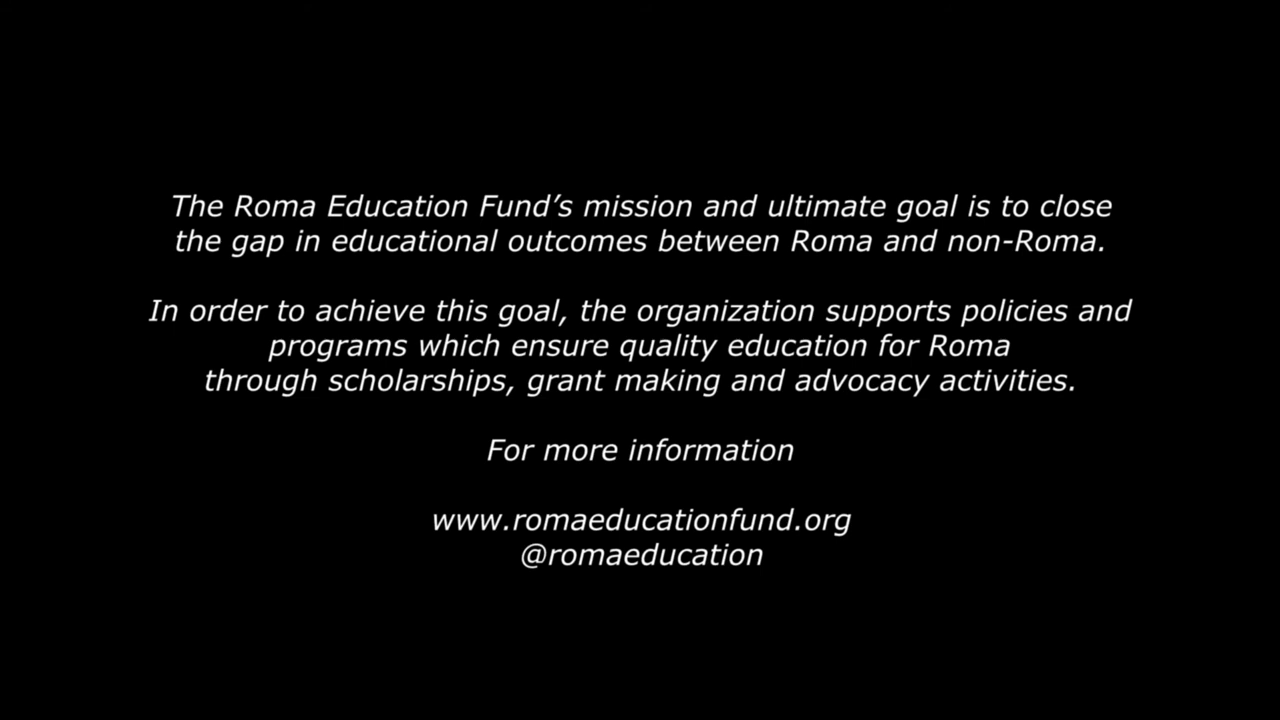 The Roma Education Fund’s mission and ultimate goal is to close
the gap in educational outcomes between Roma and non-Roma.
In order to achieve this goal, the organization supports policies and
programs which ensure quality education for Roma
through scholarships, grant making and advocacy activities.
For more information
www.romaeducationfund.org
@romaeducation